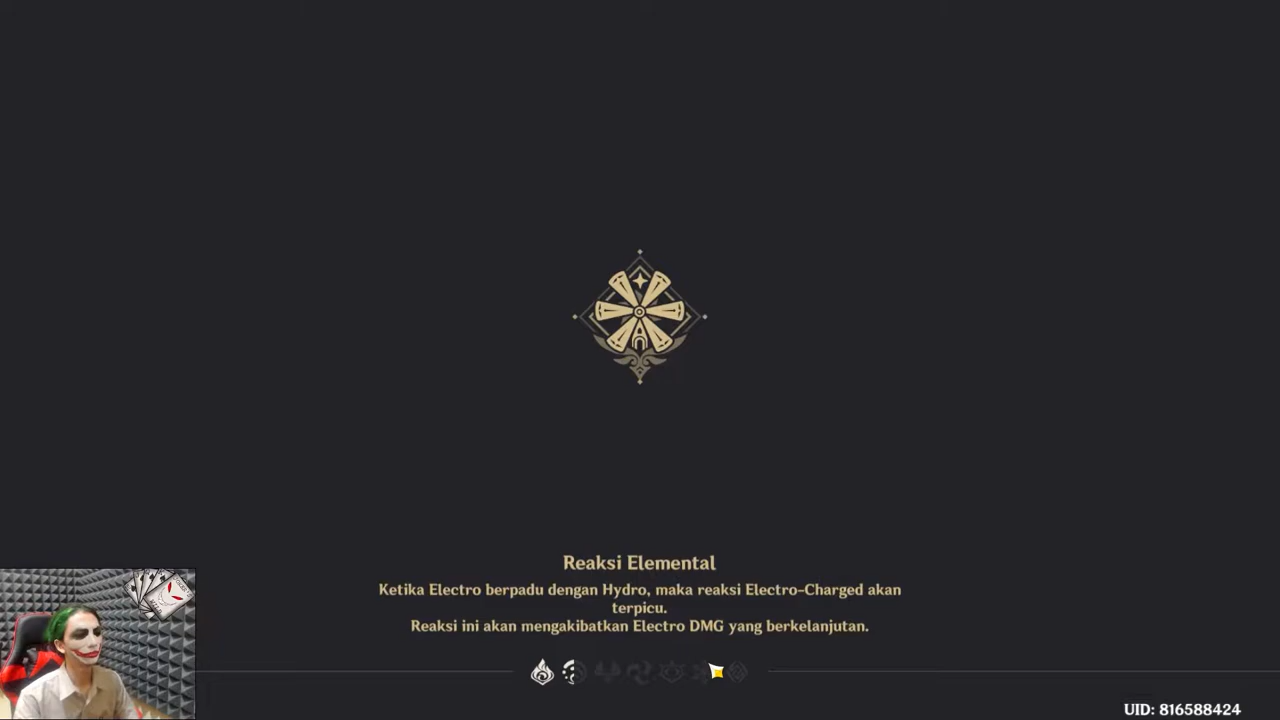 Reaksi Elemental
Ketika Electro berpadu dengan Hydro, maka reaksi Electro-Charged akan
terpicu.
Reaksi ini akan mengakibatkan Electro DMG yang berkelanjutan.
UID: 816588424